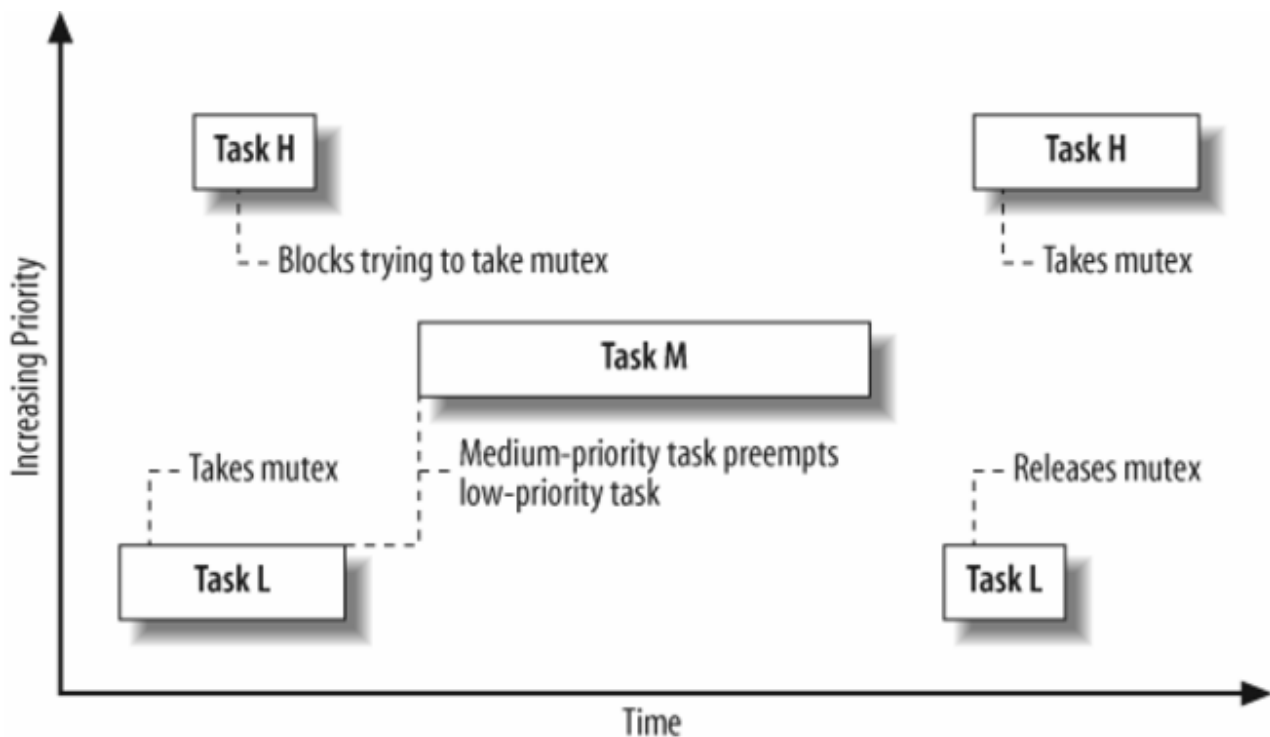 Task H
Task H
Blocks trying to take mutex
Takes mutex
Task M
Increasing Priority
Takes mutex
Medium-priority task preempts
low-priority task
Releases mutex
Task L
Task L
Time